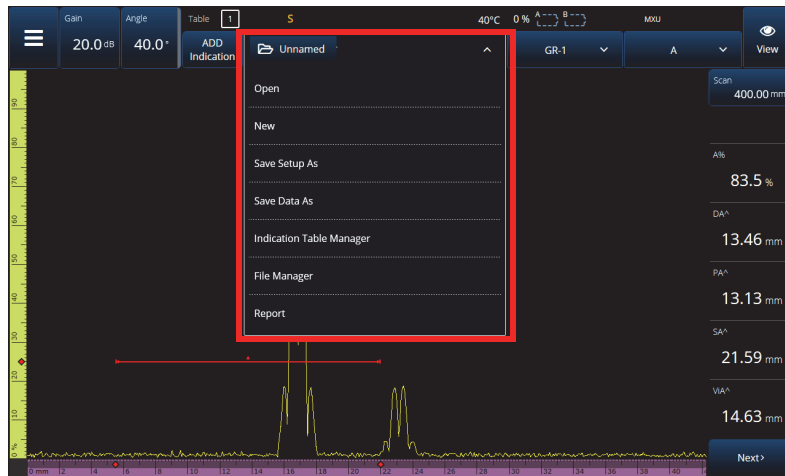 Gain Angle Table 1 S 40°C 0 % A B MXU
20.0 dB 40.0 ° ADD Indication Unnamed GR-1 A View
Open
New
Save Setup As
Save Data As
Indication Table Manager
File Manager
Report
Scan
400.00 mm
A%
83.5 %
DA^
13.46 mm
PA^
13.13 mm
SA^
21.59 mm
ViA^
14.63 mm
Next›
90
80
70
60
50
40
30
20
10
0 %
0 mm 2 4 6 8 10 12 14 16 18 20 22 24 26 28 30 32 34 36 38 40